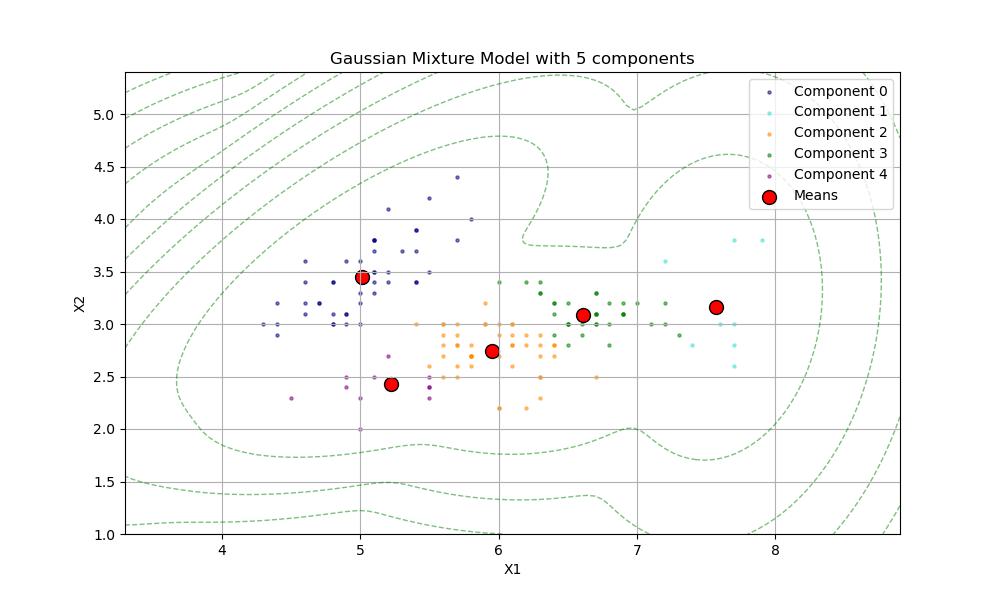 Gaussian Mixture Model with 5 components
Component 0
Component 1
Component 2
Component 3
Component 4
Means
X2
5.0
4.5
4.0
3.5
3.0
2.5
2.0
1.5
1.0
4
5
6
7
8
X1